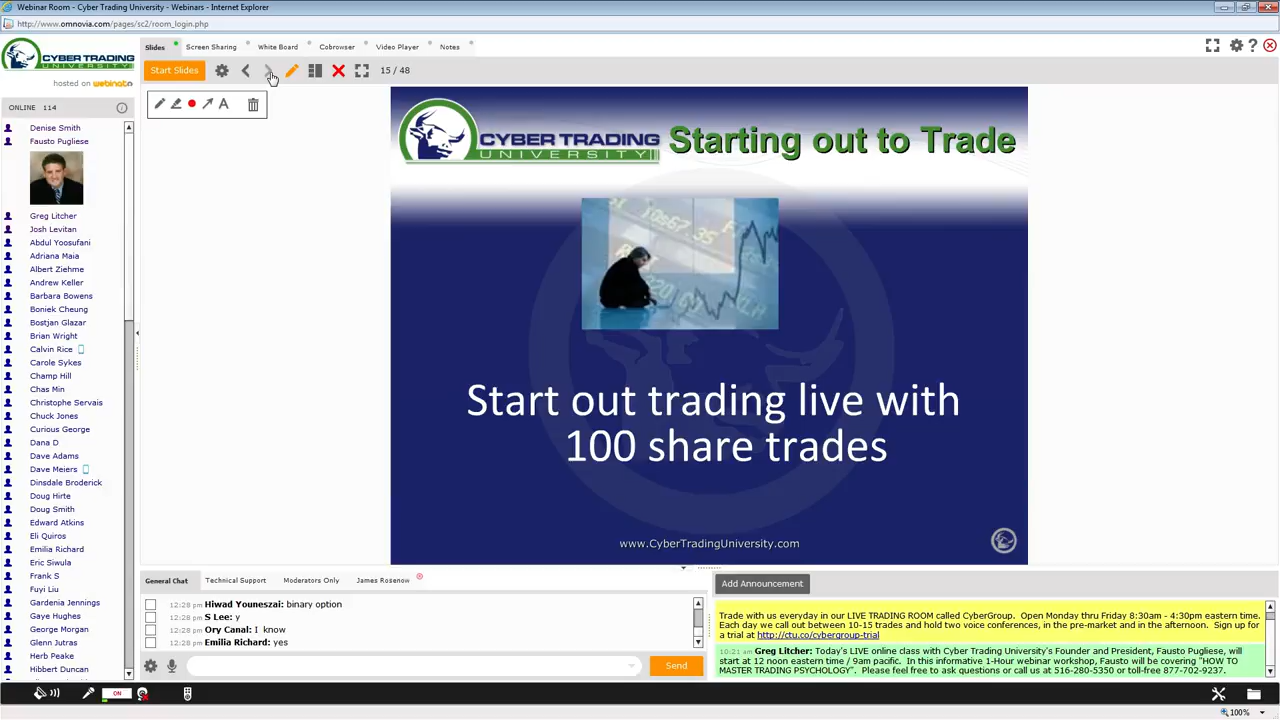 Webinar Room - Cyber Trading University - Webinars - Internet Explorer
http://www.omnovia.com/pages/sc2/room_login.php
CYBER TRADING
UNIVERSITY
hosted on webinato
Slides
Screen Sharing
White Board
Cobrowser
Video Player
Notes
Start Slides
15 / 48
A
ONLINE 114
Denise Smith
Fausto Pugliese
Greg Litcher
Josh Levitan
Abdul Yoosufani
Adriana Maia
Albert Ziehme
Andrew Keller
Barbara Bowens
Boniek Cheung
Bostjan Glazar
Brian Wright
Calvin Rice
Carole Sykes
Champ Hill
Chas Min
Christophe Servais
Chuck Jones
Curious George
Dana D
Dave Adams
Dave Meiers
Dinsdale Broderick
Doug Hirte
Doug Smith
Edward Atkins
Eli Quiros
Emilia Richard
Eric Siwula
Frank S
Fuyi Liu
Gardenia Jennings
Gaye Hughes
George Morgan
Glenn Jutras
Herb Peake
Hibbert Duncan
CYBER TRADING
UNIVERSITY
Starting out to Trade
Start out trading live with
100 share trades
www.CyberTradingUniversity.com
General Chat
Technical Support
Moderators Only
James Rosenow
12:28 pm Hiwad Youneszai: binary option
12:28 pm S Lee: y
12:28 pm Ory Canal: I know
12:28 pm Emilia Richard: yes
Send
Add Announcement
Trade with us everyday in our LIVE TRADING ROOM called CyberGroup. Open Monday thru Friday 8:30am - 4:30pm eastern time.
Each day we call out between 10-15 trades and hold two voice conferences, in the pre-market and in the afternoon. Sign up for
a trial at http://ctu.co/cybergroup-trial
10:21 am Greg Litcher: Today's LIVE online class with Cyber Trading University's Founder and President, Fausto Pugliese, will
start at 12 noon eastern time / 9am pacific. In this informative 1-Hour webinar workshop, Fausto will be covering "HOW TO
MASTER TRADING PSYCHOLOGY". Please feel free to ask questions or call us at 516-280-5350 or toll-free 877-702-9237.
ON
100%